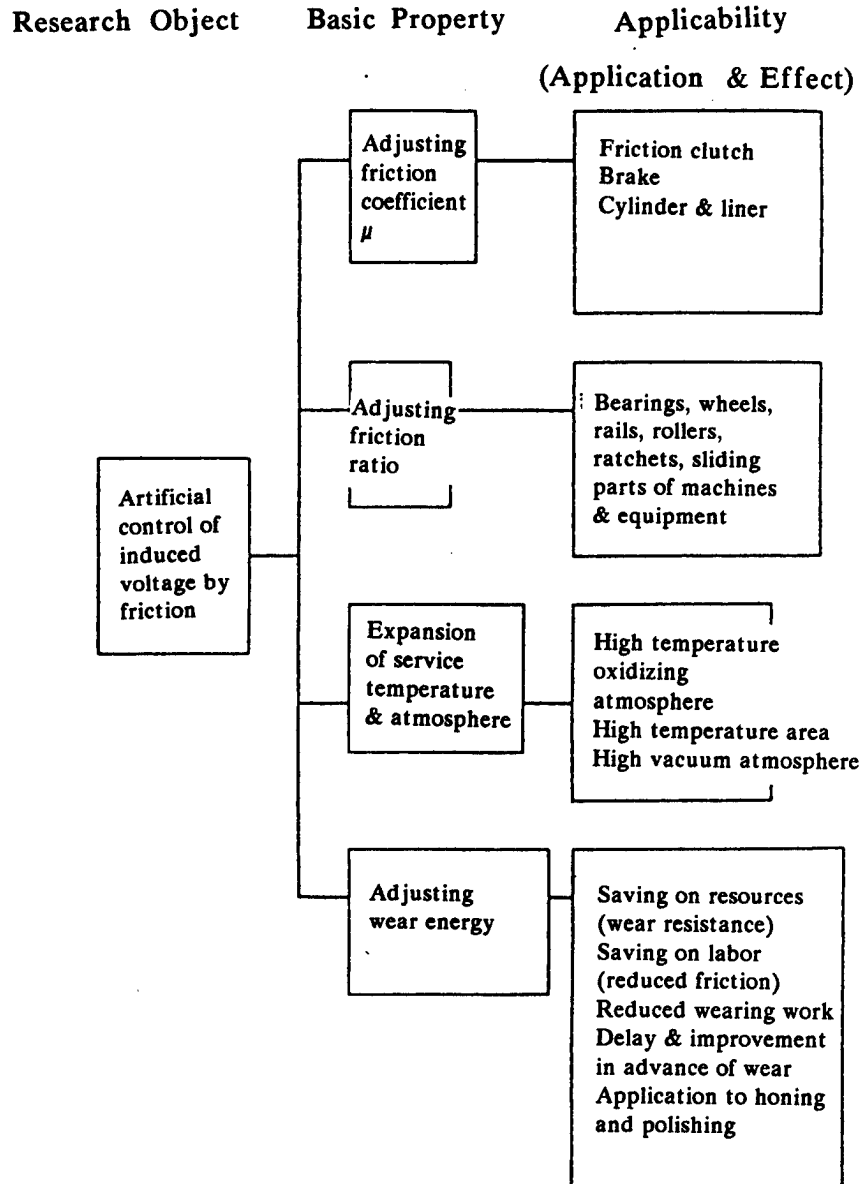 Research Object
Basic Property
Applicability
(Application & Effect)
Artificial
control of
induced
voltage by
friction
Adjusting
friction
coefficient
μ
Friction clutch
Brake
Cylinder & liner
Adjusting
friction
ratio
Bearings, wheels,
rails, rollers,
ratchets, sliding
parts of machines
& equipment
Expansion
of service
temperature
& atmosphere
High temperature
oxidizing
atmosphere
High temperature area
High vacuum atmosphere
Adjusting
wear energy
Saving on resources
(wear resistance)
Saving on labor
(reduced friction)
Reduced wearing work
Delay & improvement
in advance of wear
Application to honing
and polishing